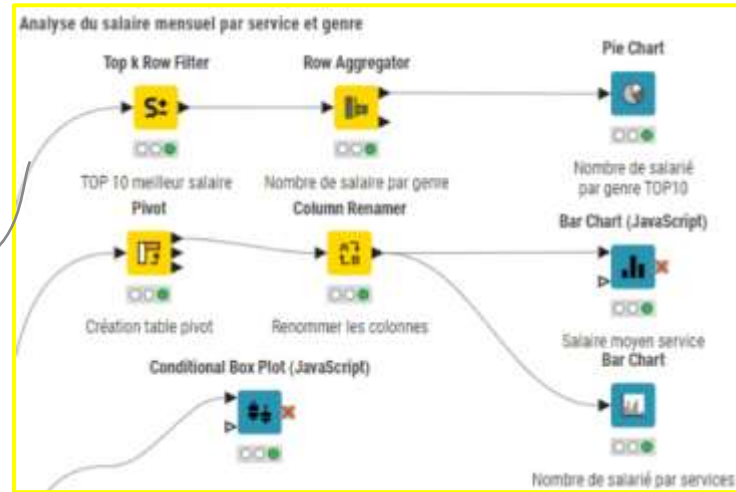 Analyse du salaire mensuel par service et genre
Pie Chart
Top k Row Filter
Row Aggregator
TOP 10 meilleur salaire
Nombre de salaire par genre
Nombre de salarié
par genre TOP10
Pivot
Column Renamer
Bar Chart (JavaScript)
Création table pivot
Renommer les colonnes
Salaire moyen service
Conditional Box Plot (JavaScript)
Bar Chart
Nombre de salarié par services